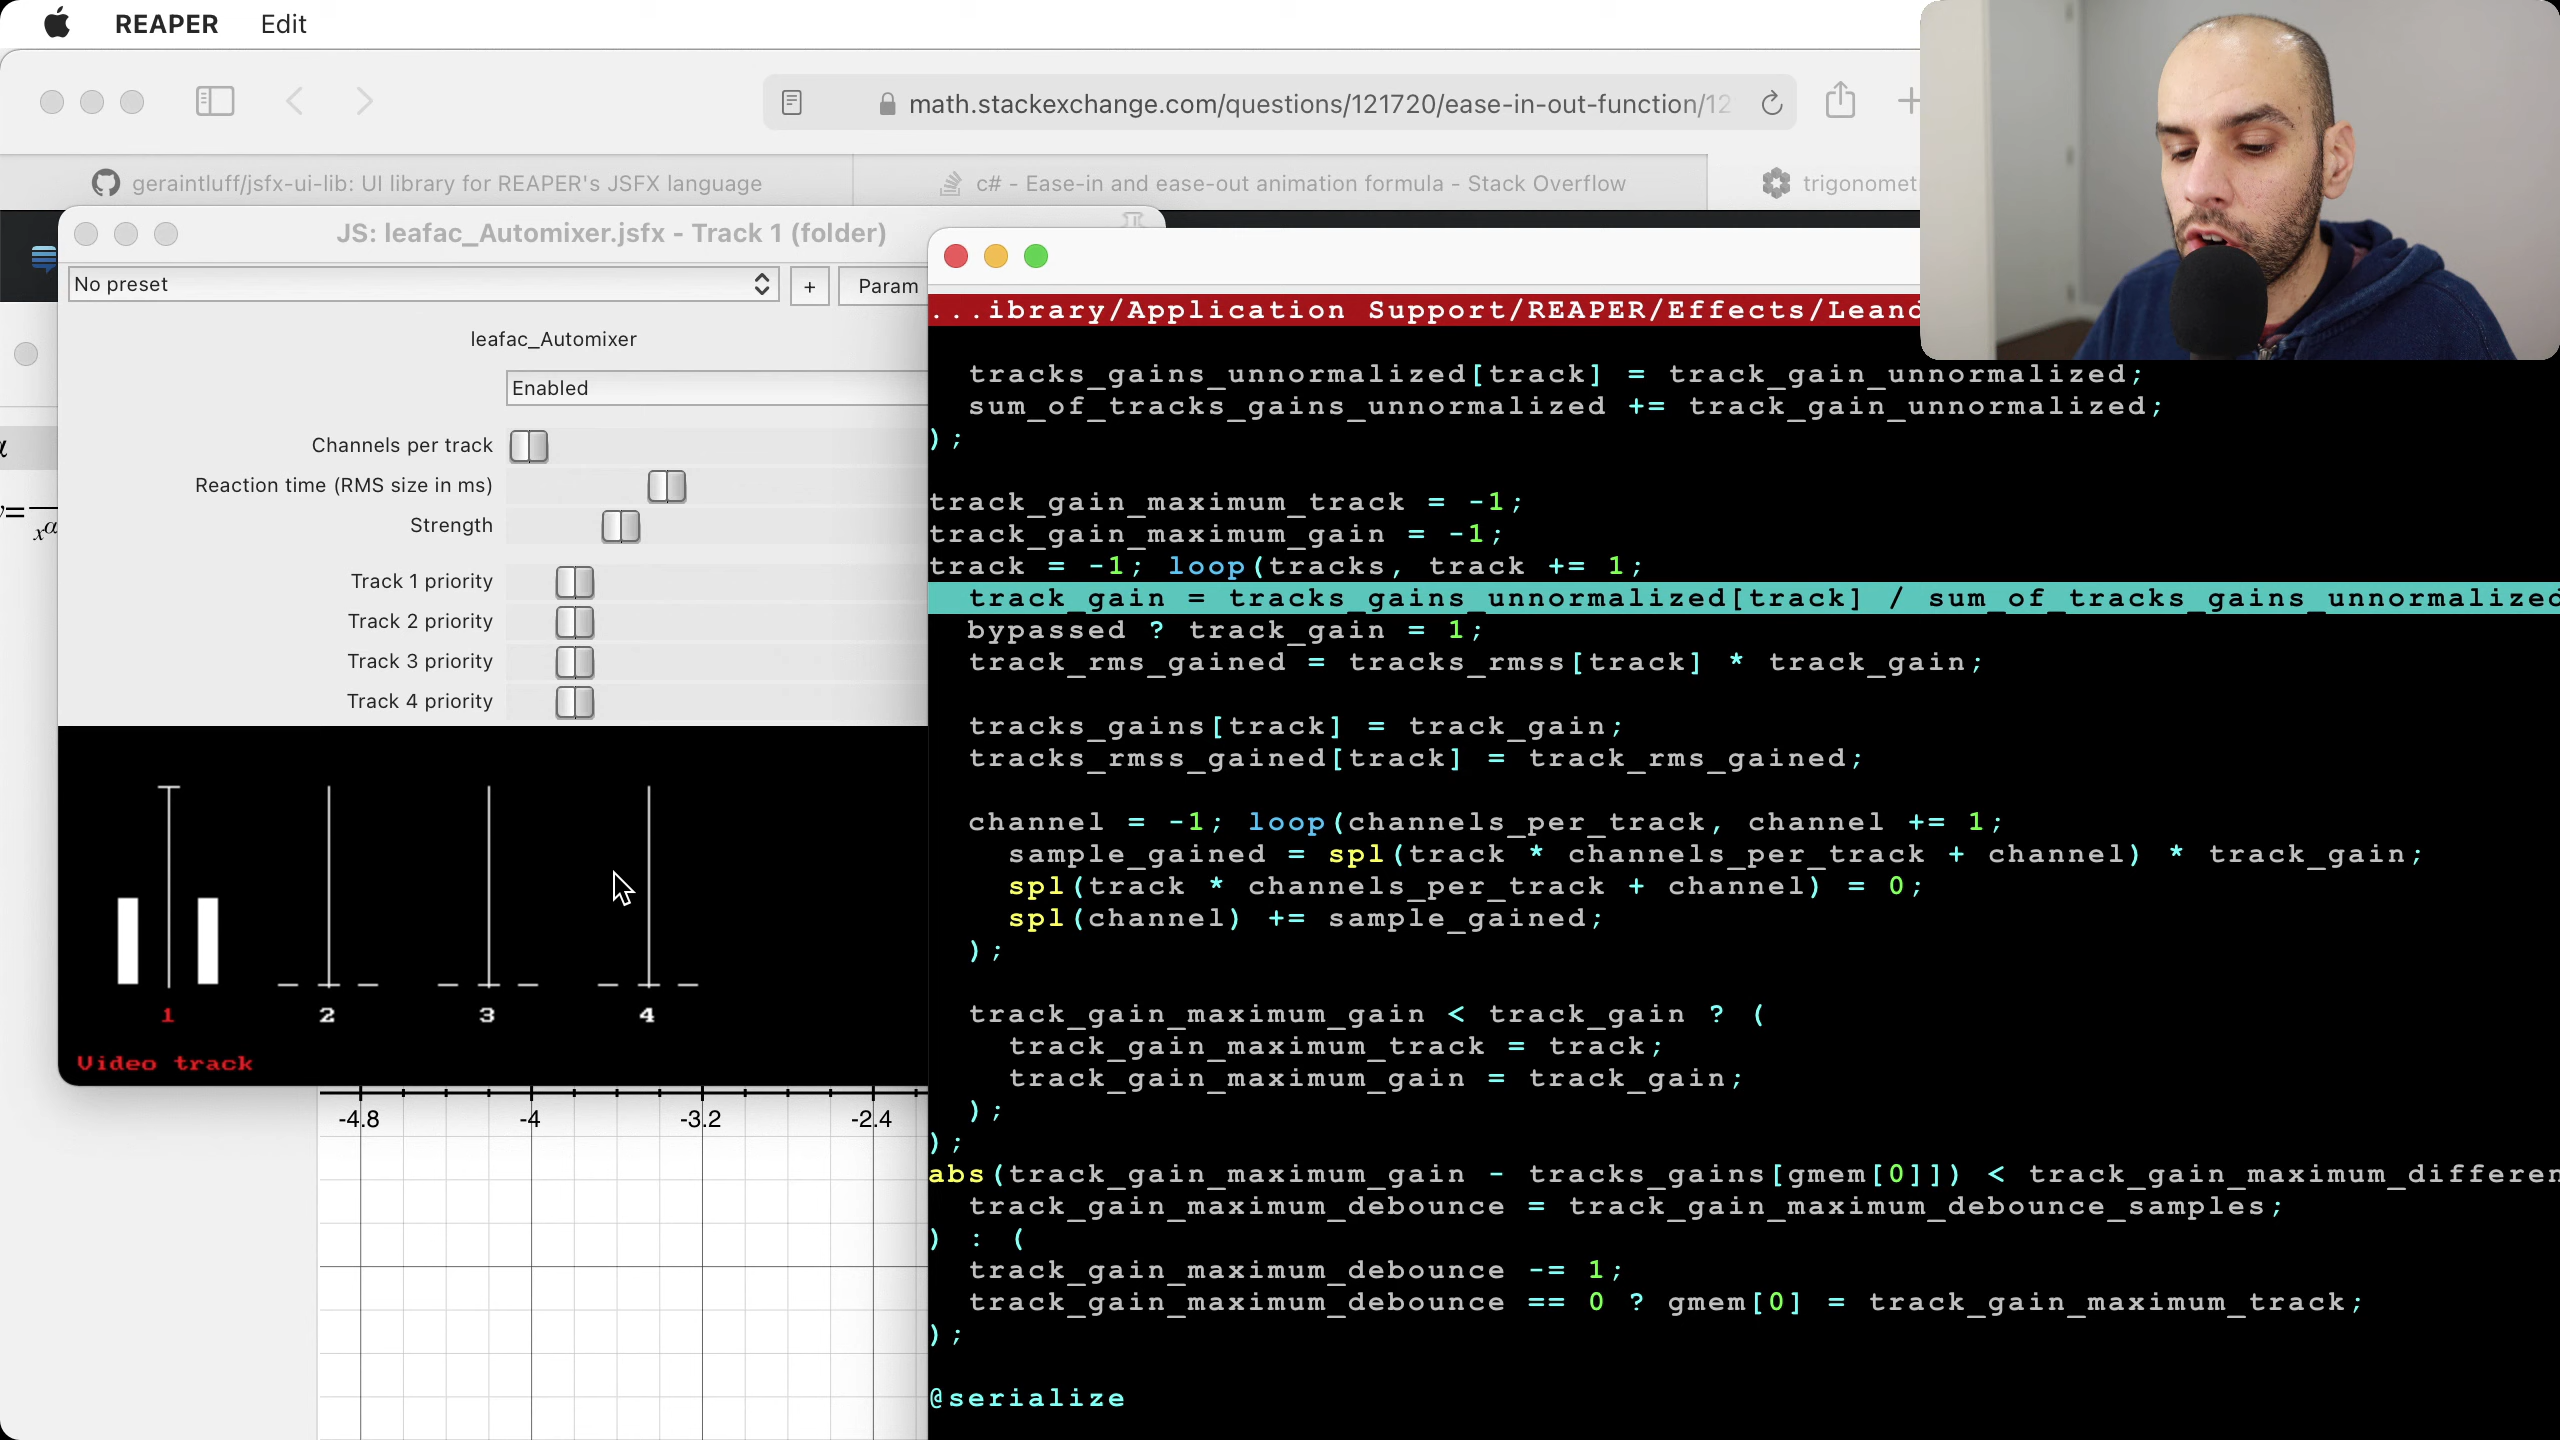 REAPER Edit
math.stackexchange.com/questions/121720/ease-in-out-function/12
geraintluff/jsfx-ui-lib: UI library for REAPER's JSFX language
c# - Ease-in and ease-out animation formula - Stack Overflow
trigonomet
JS: leafac_Automixer.jsfx - Track 1 (folder)
No preset
+
Param
leafac_Automixer
Enabled
Channels per track
Reaction time (RMS size in ms)
Strength
Track 1 priority
Track 2 priority
Track 3 priority
Track 4 priority
1 2 3 4
Video track
-4.8 -4 -3.2 -2.4
...ibrary/Application Support/REAPER/Effects/Leand
tracks_gains_unnormalized[track] = track_gain_unnormalized;
sum_of_tracks_gains_unnormalized += track_gain_unnormalized;
);
track_gain_maximum_track = -1;
track_gain_maximum_gain = -1;
track = -1; loop(tracks, track += 1;
track_gain = tracks_gains_unnormalized[track] / sum_of_tracks_gains_unnormalized
bypassed ? track_gain = 1;
track_rms_gained = tracks_rmss[track] * track_gain;
tracks_gains[track] = track_gain;
tracks_rmss_gained[track] = track_rms_gained;
channel = -1; loop(channels_per_track, channel += 1;
sample_gained = spl(track * channels_per_track + channel) * track_gain;
spl(track * channels_per_track + channel) = 0;
spl(channel) += sample_gained;
);
track_gain_maximum_gain < track_gain ? (
track_gain_maximum_track = track;
track_gain_maximum_gain = track_gain;
);
);
abs(track_gain_maximum_gain - tracks_gains[gmem[0]]) < track_gain_maximum_differen
track_gain_maximum_debounce = track_gain_maximum_debounce_samples;
) : (
track_gain_maximum_debounce -= 1;
track_gain_maximum_debounce == 0 ? gmem[0] = track_gain_maximum_track;
);
@serialize